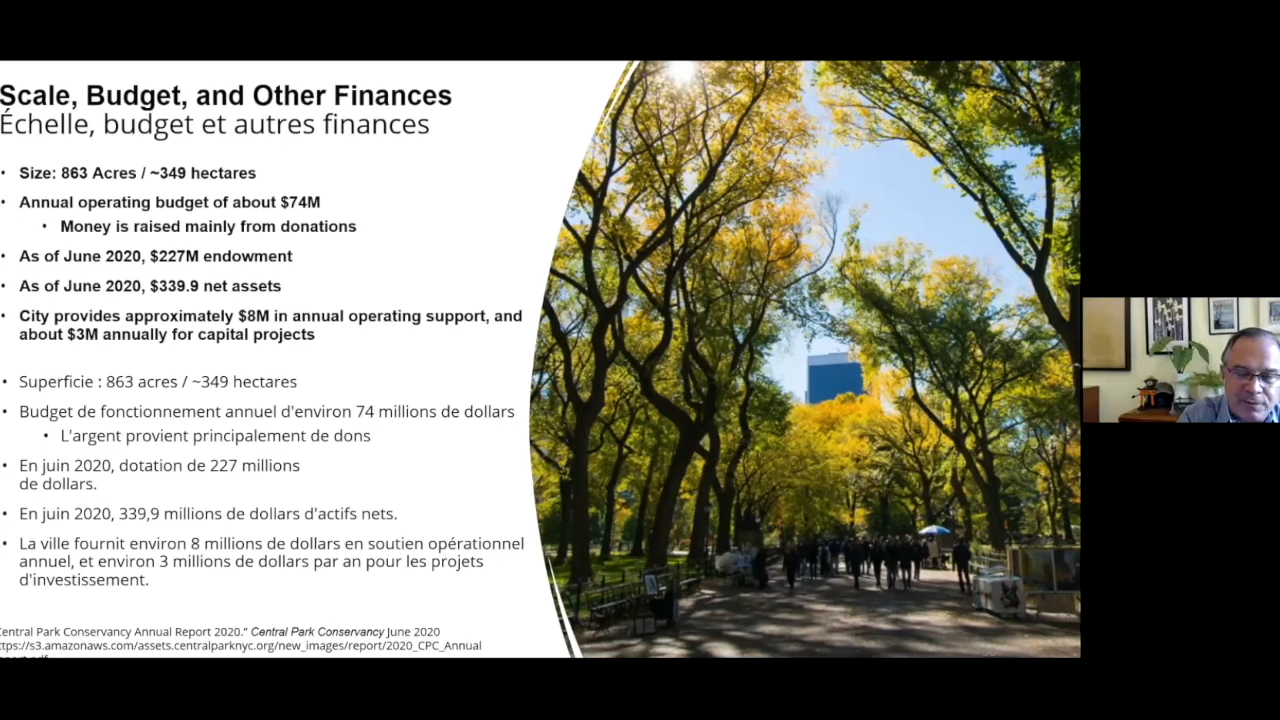 Scale, Budget, and Other Finances
Échelle, budget et autres finances
• Size: 863 Acres / ~349 hectares
• Annual operating budget of about $74M
• Money is raised mainly from donations
• As of June 2020, $227M endowment
• As of June 2020, $339.9 net assets
• City provides approximately $8M in annual operating support, and
about $3M annually for capital projects
• Superficie : 863 acres / ~349 hectares
• Budget de fonctionnement annuel d'environ 74 millions de dollars
• L'argent provient principalement de dons
• En juin 2020, dotation de 227 millions
de dollars.
• En juin 2020, 339,9 millions de dollars d'actifs nets.
• La ville fournit environ 8 millions de dollars en soutien opérationnel
annuel, et environ 3 millions de dollars par an pour les projets
d'investissement.
Central Park Conservancy Annual Report 2020.” Central Park Conservancy June 2020
ttps://s3.amazonaws.com/assets.centralparknyc.org/new_images/report/2020_CPC_Annual